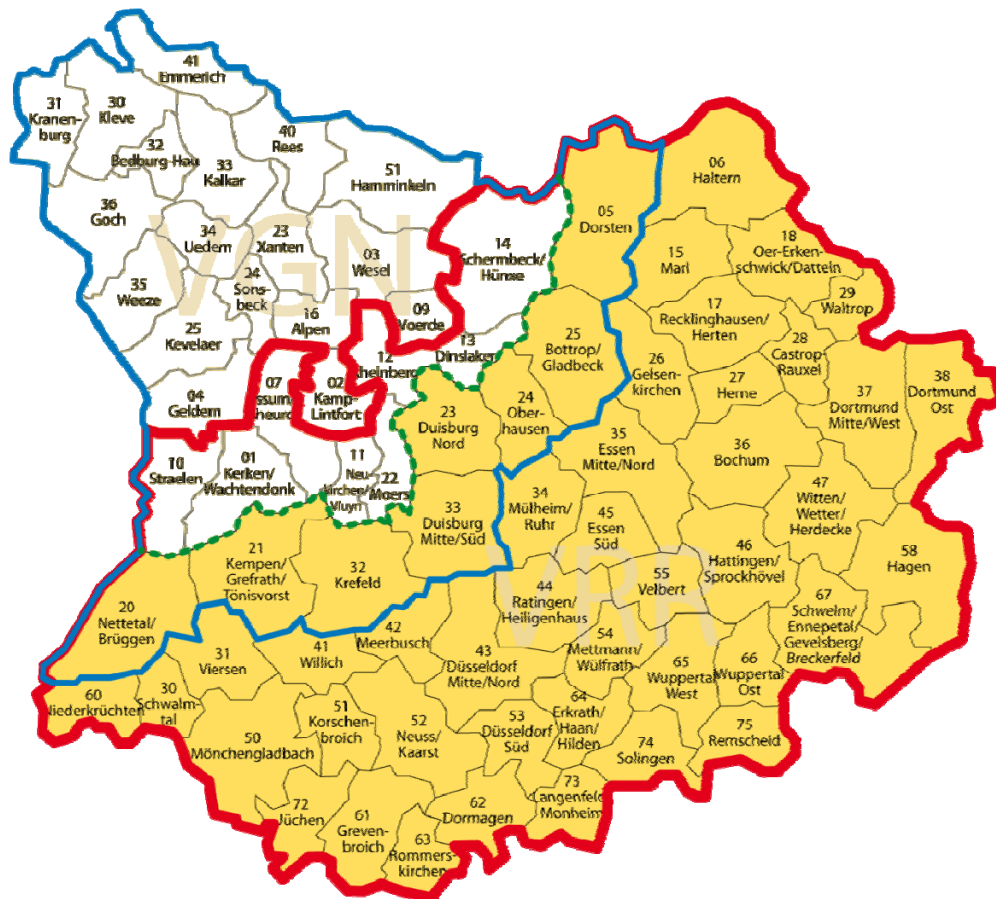 41
Emmerich
31
Kranen-
burg
30
Kleve
32
Bedburg-Hau
33
Kalkar
40
Rees
51
Hamminkeln
36
Goch
34
Uedem
23
Xanten
24
Sons-
beck
03
Wesel
35
Weeze
16
Alpen
25
Kevelaer
09
Voerde
14
Schermbeck/
Hünxe
13
Dinslaken
12
Rheinberg
04
Geldern
07
02
Kamp-
Lintfort
10
Straelen
01
Kerken/
Wachtendonk
11
Neu-
kirchen/
Vluyn
22
Moers
VGN
06
Haltern
05
Dorsten
15
Marl
18
Oer-Erken-
schwick/Datteln
29
Waltrop
17
Recklinghausen/
Herten
28
Castrop-
Rauxel
25
Bottrop/
Gladbeck
26
Gelsen-
kirchen
27
Herne
37
Dortmund
Mitte/West
38
Dortmund
Ost
23
Duisburg
Nord
24
Ober-
hausen
35
Essen
Mitte/Nord
36
Bochum
47
Witten/
Wetter/
Herdecke
33
Duisburg
Mitte/Süd
34
Mülheim/
Ruhr
45
Essen
Süd
46
Hattingen/
Sprockhövel
58
Hagen
21
Kempen/
Grefrath/
Tönisvorst
32
Krefeld
20
Nettetal/
Brüggen
44
Ratingen/
Heiligenhaus
55
Velbert
67
Schwelm/
Ennepetal/
Gevelsberg/
Breckerfeld
VRR
42
Meerbusch
41
Willich
31
Viersen
43
Düsseldorf
Mitte/Nord
54
Mettmann/
Wülfrath
65
Wuppertal
West
66
Wuppertal
Ost
60
Niederkrüchten
30
Schwalm-
tal
50
Mönchengladbach
51
Korschen-
broich
52
Neuss/
Kaarst
53
Düsseldorf
Süd
64
Erkrath/
Haan/
Hilden
74
Solingen
75
Remscheid
73
Langenfeld
Monheim
72
Jüchen
61
Greven-
broich
62
Dormagen
63
Rommers-
kirchen